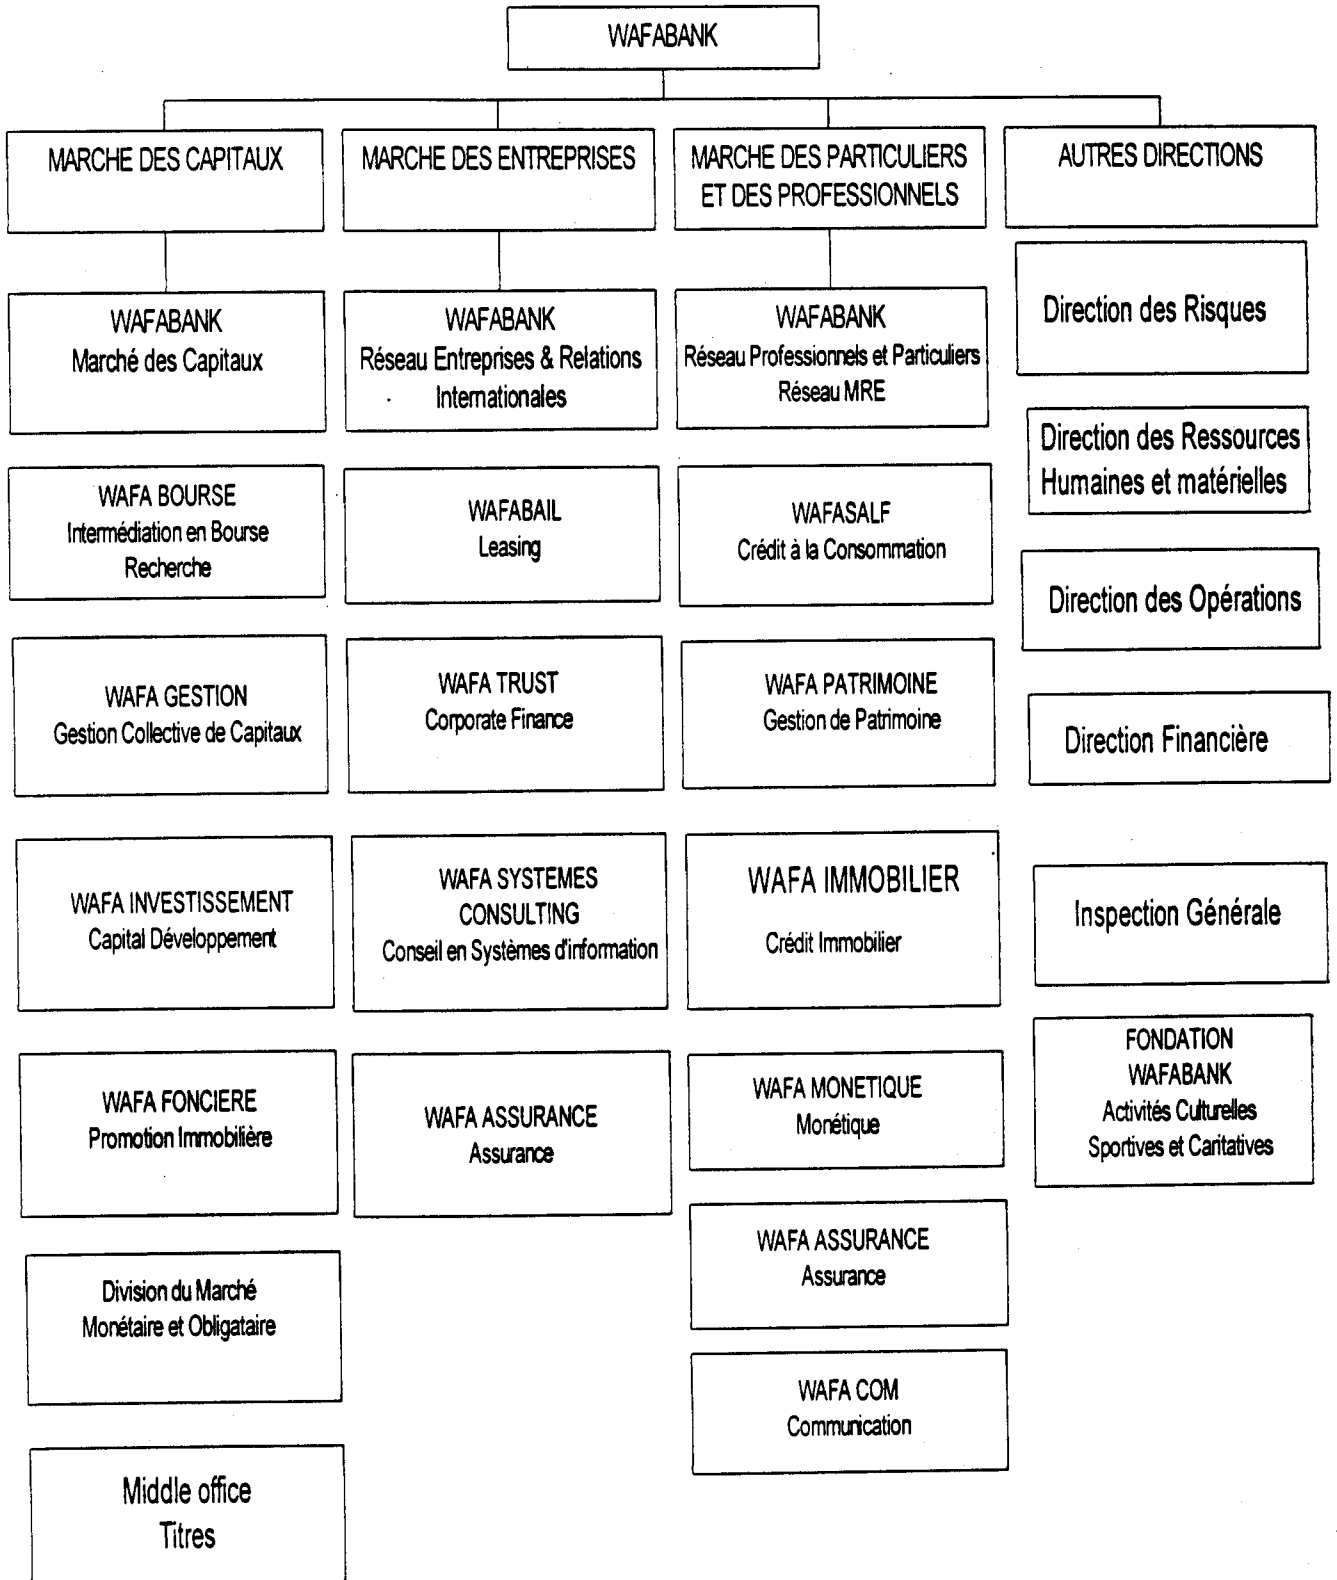 WAFABANK
MARCHE DES CAPITAUX
MARCHE DES ENTREPRISES
MARCHE DES PARTICULIERS
ET DES PROFESSIONNELS
AUTRES DIRECTIONS
WAFABANK
Marché des Capitaux
WAFA BOURSE
Intermédiation en Bourse
Recherche
WAFA GESTION
Gestion Collective de Capitaux
WAFA INVESTISSEMENT
Capital Développement
WAFA FONCIERE
Promotion Immobilière
Division du Marché
Monétaire et Obligataire
Middle office
Titres
WAFABANK
Réseau Entreprises & Relations
Internationales
WAFABAIL
Leasing
WAFA TRUST
Corporate Finance
WAFA SYSTEMES
CONSULTING
Conseil en Systèmes d'information
WAFA ASSURANCE
Assurance
WAFABANK
Réseau Professionnels et Particuliers
Réseau MRE
WAFASALF
Crédit à la Consommation
WAFA PATRIMOINE
Gestion de Patrimoine
WAFA IMMOBILIER
Crédit Immobilier
WAFA MONETIQUE
Monétique
WAFA ASSURANCE
Assurance
WAFA COM
Communication
Direction des Risques
Direction des Ressources
Humaines et matérielles
Direction des Opérations
Direction Financière
Inspection Générale
FONDATION
WAFABANK
Activités Culturelles
Sportives et Caritatives